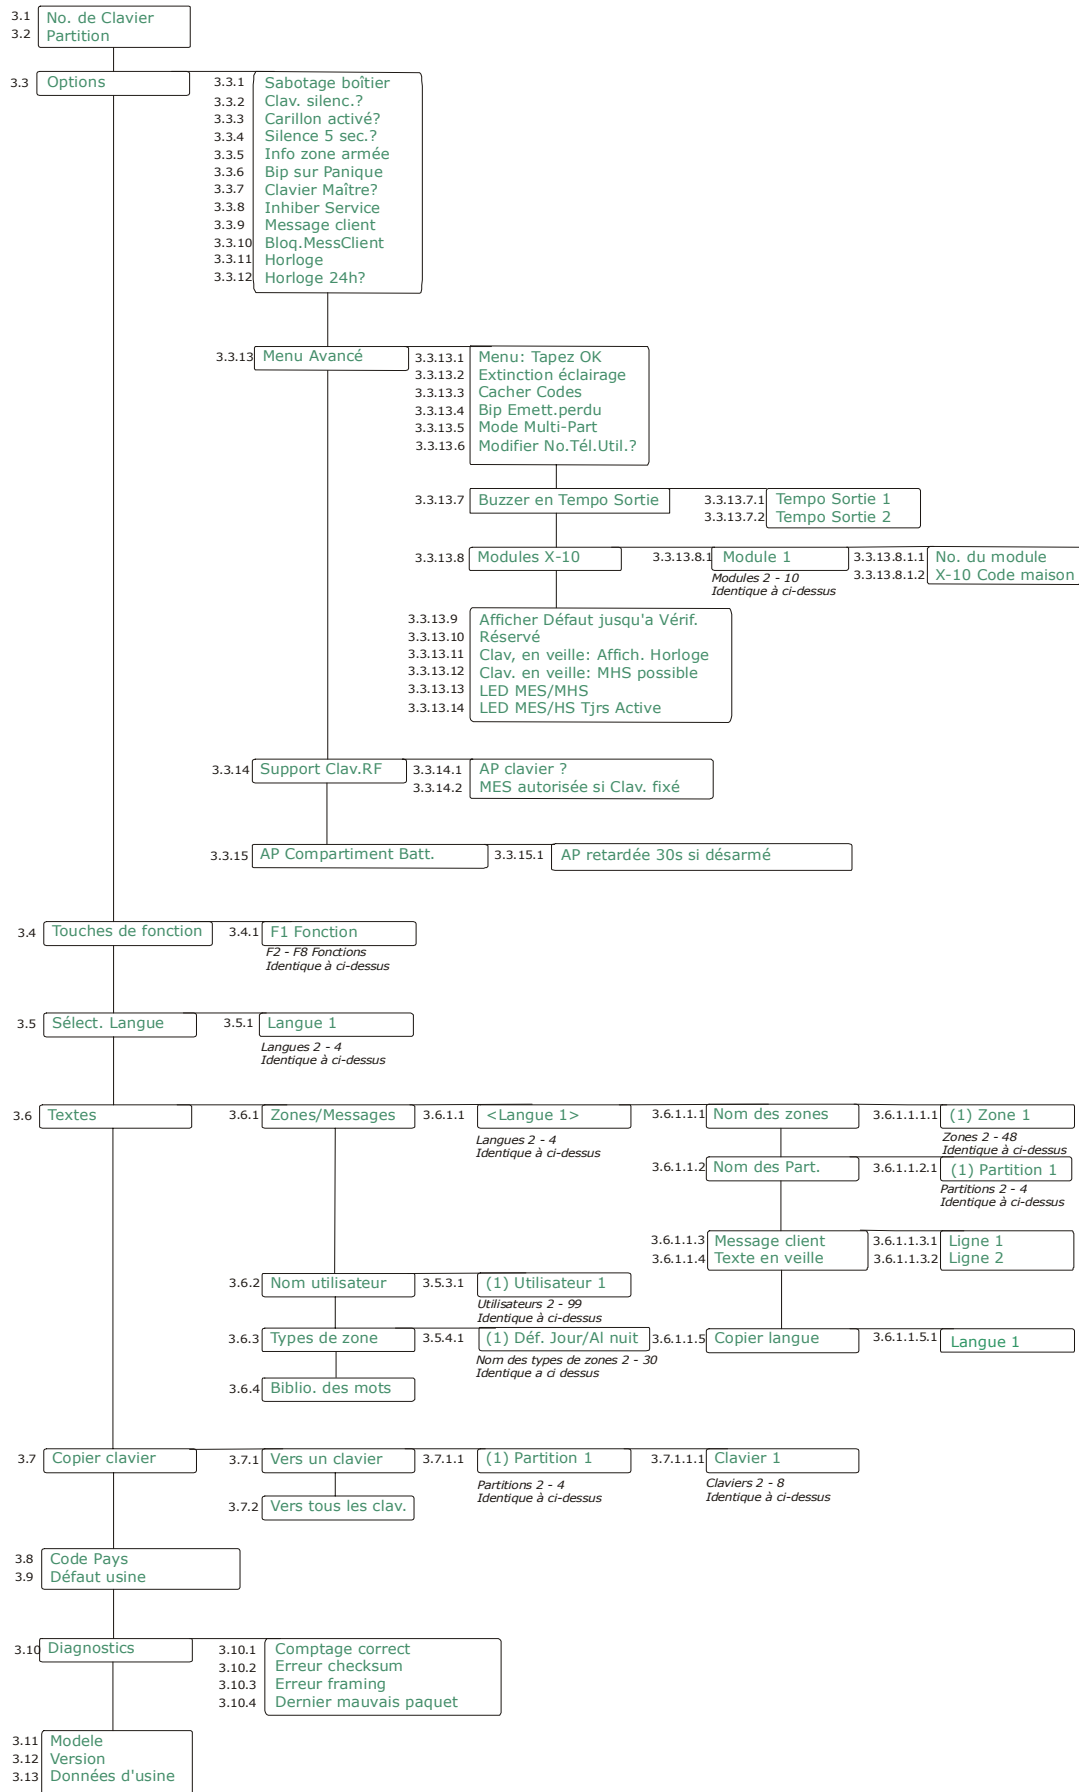 3.1 No. de Clavier
3.2 Partition
3.3 Options
3.3.1 Sabotage boîtier
3.3.2 Clav. silenc.?
3.3.3 Carillon activé?
3.3.4 Silence 5 sec.?
3.3.5 Info zone armée
3.3.6 Bip sur Panique
3.3.7 Clavier Maître?
3.3.8 Inhiber Service
3.3.9 Message client
3.3.10 Bloq.MessClient
3.3.11 Horloge
3.3.12 Horloge 24h?
3.3.13 Menu Avancé
3.3.13.1 Menu: Tapez OK
3.3.13.2 Extinction éclairage
3.3.13.3 Cacher Codes
3.3.13.4 Bip Emett.perdu
3.3.13.5 Mode Multi-Part
3.3.13.6 Modifier No.Tél.Util.?
3.3.13.7 Buzzer en Tempo Sortie
3.3.13.7.1 Tempo Sortie 1
3.3.13.7.2 Tempo Sortie 2
3.3.13.8 Modules X-10
3.3.13.8.1 Module 1
Modules 2 - 10
Identique à ci-dessus
3.3.13.8.1.1 No. du module
3.3.13.8.1.2 X-10 Code maison
3.3.13.9 Afficher Défaut jusqu'a Vérif.
3.3.13.10 Réservé
3.3.13.11 Clav, en veille: Affich. Horloge
3.3.13.12 Clav. en veille: MHS possible
3.3.13.13 LED MES/MHS
3.3.13.14 LED MES/HS Tjrs Active
3.3.14 Support Clav.RF
3.3.14.1 AP clavier ?
3.3.14.2 MES autorisée si Clav. fixé
3.3.15 AP Compartiment Batt.
3.3.15.1 AP retardée 30s si désarmé
3.4 Touches de fonction
3.4.1 F1 Fonction
F2 - F8 Fonctions
Identique à ci-dessus
3.5 Sélect. Langue
3.5.1 Langue 1
Langues 2 - 4
Identique à ci-dessus
3.6 Textes
3.6.1 Zones/Messages
3.6.1.1 <Langue 1>
Langues 2 - 4
Identique à ci-dessus
3.6.1.1.1 Nom des zones
3.6.1.1.1.1 (1) Zone 1
Zones 2 - 48
Identique à ci-dessus
3.6.1.1.2 Nom des Part.
3.6.1.1.2.1 (1) Partition 1
Partitions 2 - 4
Identique à ci-dessus
3.6.1.1.3 Message client
3.6.1.1.4 Texte en veille
3.6.1.1.3.1 Ligne 1
3.6.1.1.3.2 Ligne 2
3.6.2 Nom utilisateur
3.5.3.1 (1) Utilisateur 1
Utilisateurs 2 - 99
Identique à ci-dessus
3.6.3 Types de zone
3.5.4.1 (1) Déf. Jour/Al nuit
Nom des types de zones 2 - 30
Identique a ci dessus
3.6.1.1.5 Copier langue
3.6.1.1.5.1 Langue 1
3.6.4 Biblio. des mots
3.7 Copier clavier
3.7.1 Vers un clavier
3.7.1.1 (1) Partition 1
Partitions 2 - 4
Identique à ci-dessus
3.7.1.1.1 Clavier 1
Claviers 2 - 8
Identique à ci-dessus
3.7.2 Vers tous les clav.
3.8 Code Pays
3.9 Défaut usine
3.10 Diagnostics
3.10.1 Comptage correct
3.10.2 Erreur checksum
3.10.3 Erreur framing
3.10.4 Dernier mauvais paquet
3.11 Modele
3.12 Version
3.13 Données d'usine